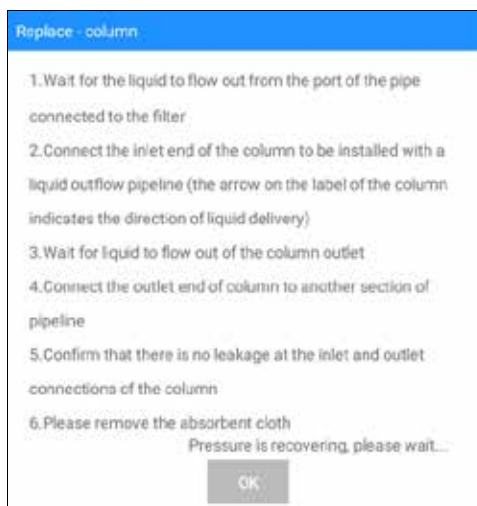 Replace - column
1.Wait for the liquid to flow out from the port of the pipe
connected to the filter
2.Connect the inlet end of the column to be installed with a
liquid outflow pipeline (the arrow on the label of the column
indicates the direction of liquid delivery)
3.Wait for liquid to flow out of the column outlet
4.Connect the outlet end of column to another section of
pipeline
5.Confirm that there is no leakage at the inlet and outlet
connections of the column
6.Please remove the absorbent cloth
Pressure is recovering, please wait...
OK